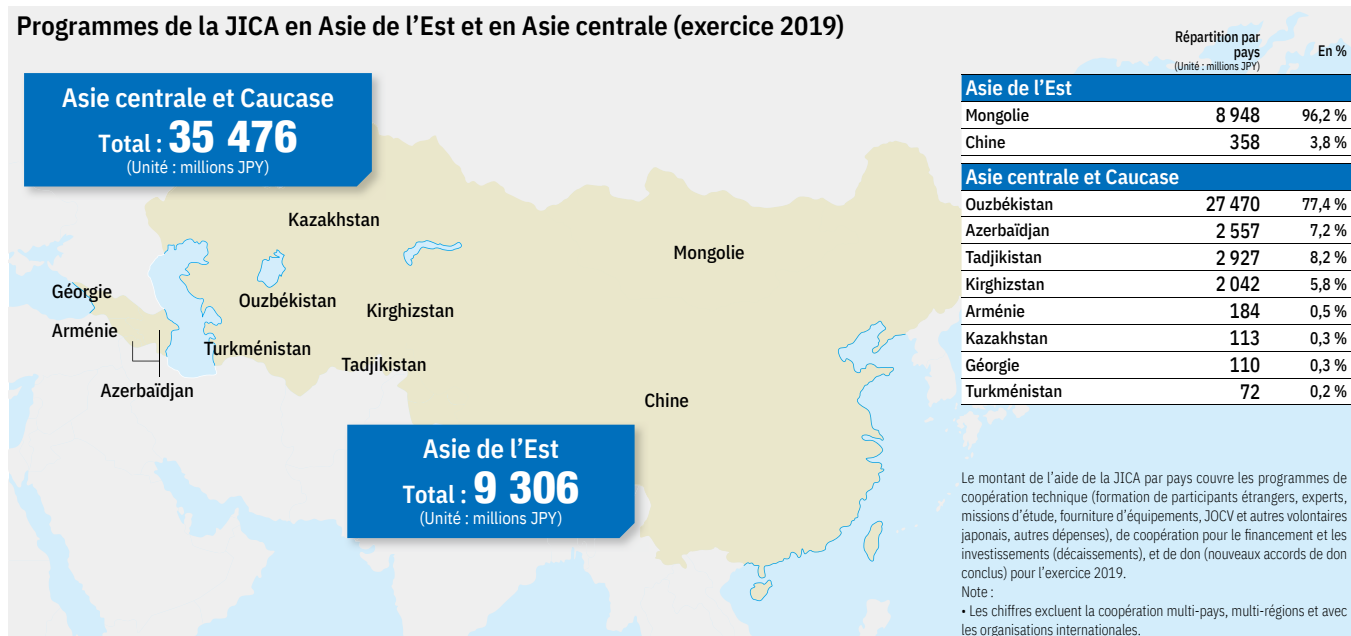 Programmes de la JICA en Asie de l’Est et en Asie centrale (exercice 2019)
Asie centrale et Caucase
Total : 35 476
(Unité : millions JPY)
Kazakhstan
Mongolie
Géorgie
Ouzbékistan
Kirghizstan
Arménie
Turkménistan
Tadjikistan
Azerbaïdjan
Chine
Asie de l’Est
Total : 9 306
(Unité : millions JPY)
Répartition par
pays En %
(Unité : millions JPY)
Asie de l’Est
Mongolie 8 948 96,2 %
Chine 358 3,8 %
Asie centrale et Caucase
Ouzbékistan 27 470 77,4 %
Azerbaïdjan 2 557 7,2 %
Tadjikistan 2 927 8,2 %
Kirghizstan 2 042 5,8 %
Arménie 184 0,5 %
Kazakhstan 113 0,3 %
Géorgie 110 0,3 %
Turkménistan 72 0,2 %
Le montant de l’aide de la JICA par pays couvre les programmes de
coopération technique (formation de participants étrangers, experts,
missions d’étude, fourniture d’équipements, JOCV et autres volontaires
japonais, autres dépenses), de coopération pour le financement et les
investissements (décaissements), et de don (nouveaux accords de don
conclus) pour l’exercice 2019.
Note :
• Les chiffres excluent la coopération multi-pays, multi-régions et avec
les organisations internationales.